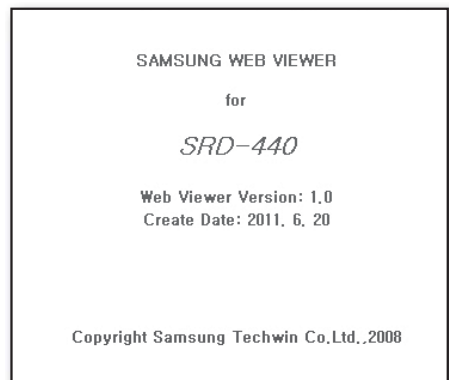 SAMSUNG WEB VIEWER
for
SRD-440
Web Viewer Version: 1.0
Create Date: 2011. 6. 20
Copyright Samsung Techwin Co.Ltd.,2008